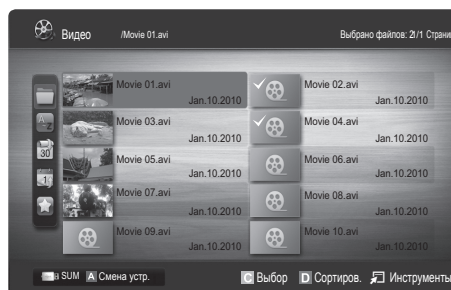 Видео /Movie 01.avi Выбрано файлов: 2 1/1 Страни
Movie 01.avi Movie 02.avi
Jan.10.2010 Jan.10.2010
Movie 03.avi Movie 04.avi
Jan.10.2010 Jan.10.2010
Movie 05.avi Movie 06.avi
Jan.10.2010 Jan.10.2010
Movie 07.avi Movie 08.avi
Jan.10.2010 Jan.10.2010
Movie 09.avi Movie 10.avi
Jan.10.2010 Jan.10.2010
A Z
30
1
SUM A Смена устр. C Выбор D Сортиров. Инструменты